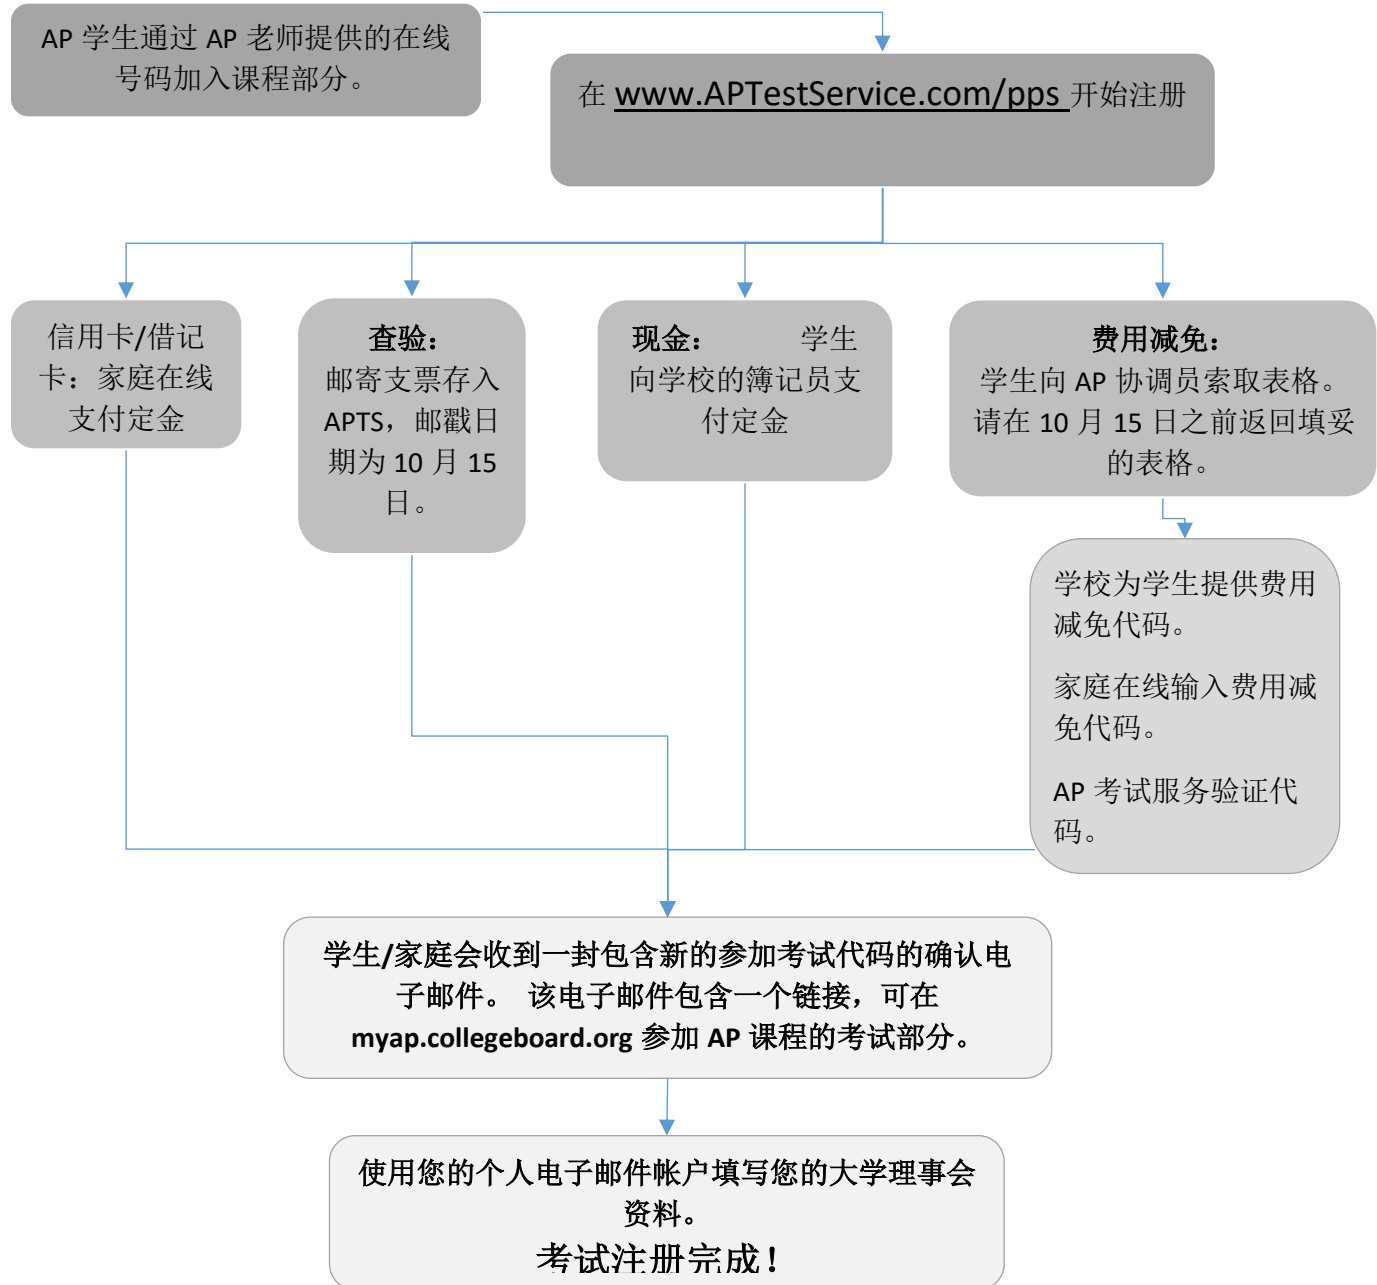 AP 学生通过 AP 老师提供的在线
号码加入课程部分。
在 www.APTestService.com/pps 开始注册
信用卡/借记
卡：家庭在线
支付定金
查验：
邮寄支票存入
APTS，邮戳日
期为 10 月 15
日。
现金： 学生
向学校的簿记员支
付定金
费用减免：
学生向 AP 协调员索取表格。
请在 10 月 15 日之前返回填妥
的表格。
学校为学生提供费用
减免代码。
家庭在线输入费用减
免代码。
AP 考试服务验证代
码。
学生/家庭会收到一封包含新的参加考试代码的确认电
子邮件。 该电子邮件包含一个链接，可在
myap.collegeboard.org 参加 AP 课程的考试部分。
使用您的个人电子邮件帐户填写您的大学理事会
资料。
考试注册完成！